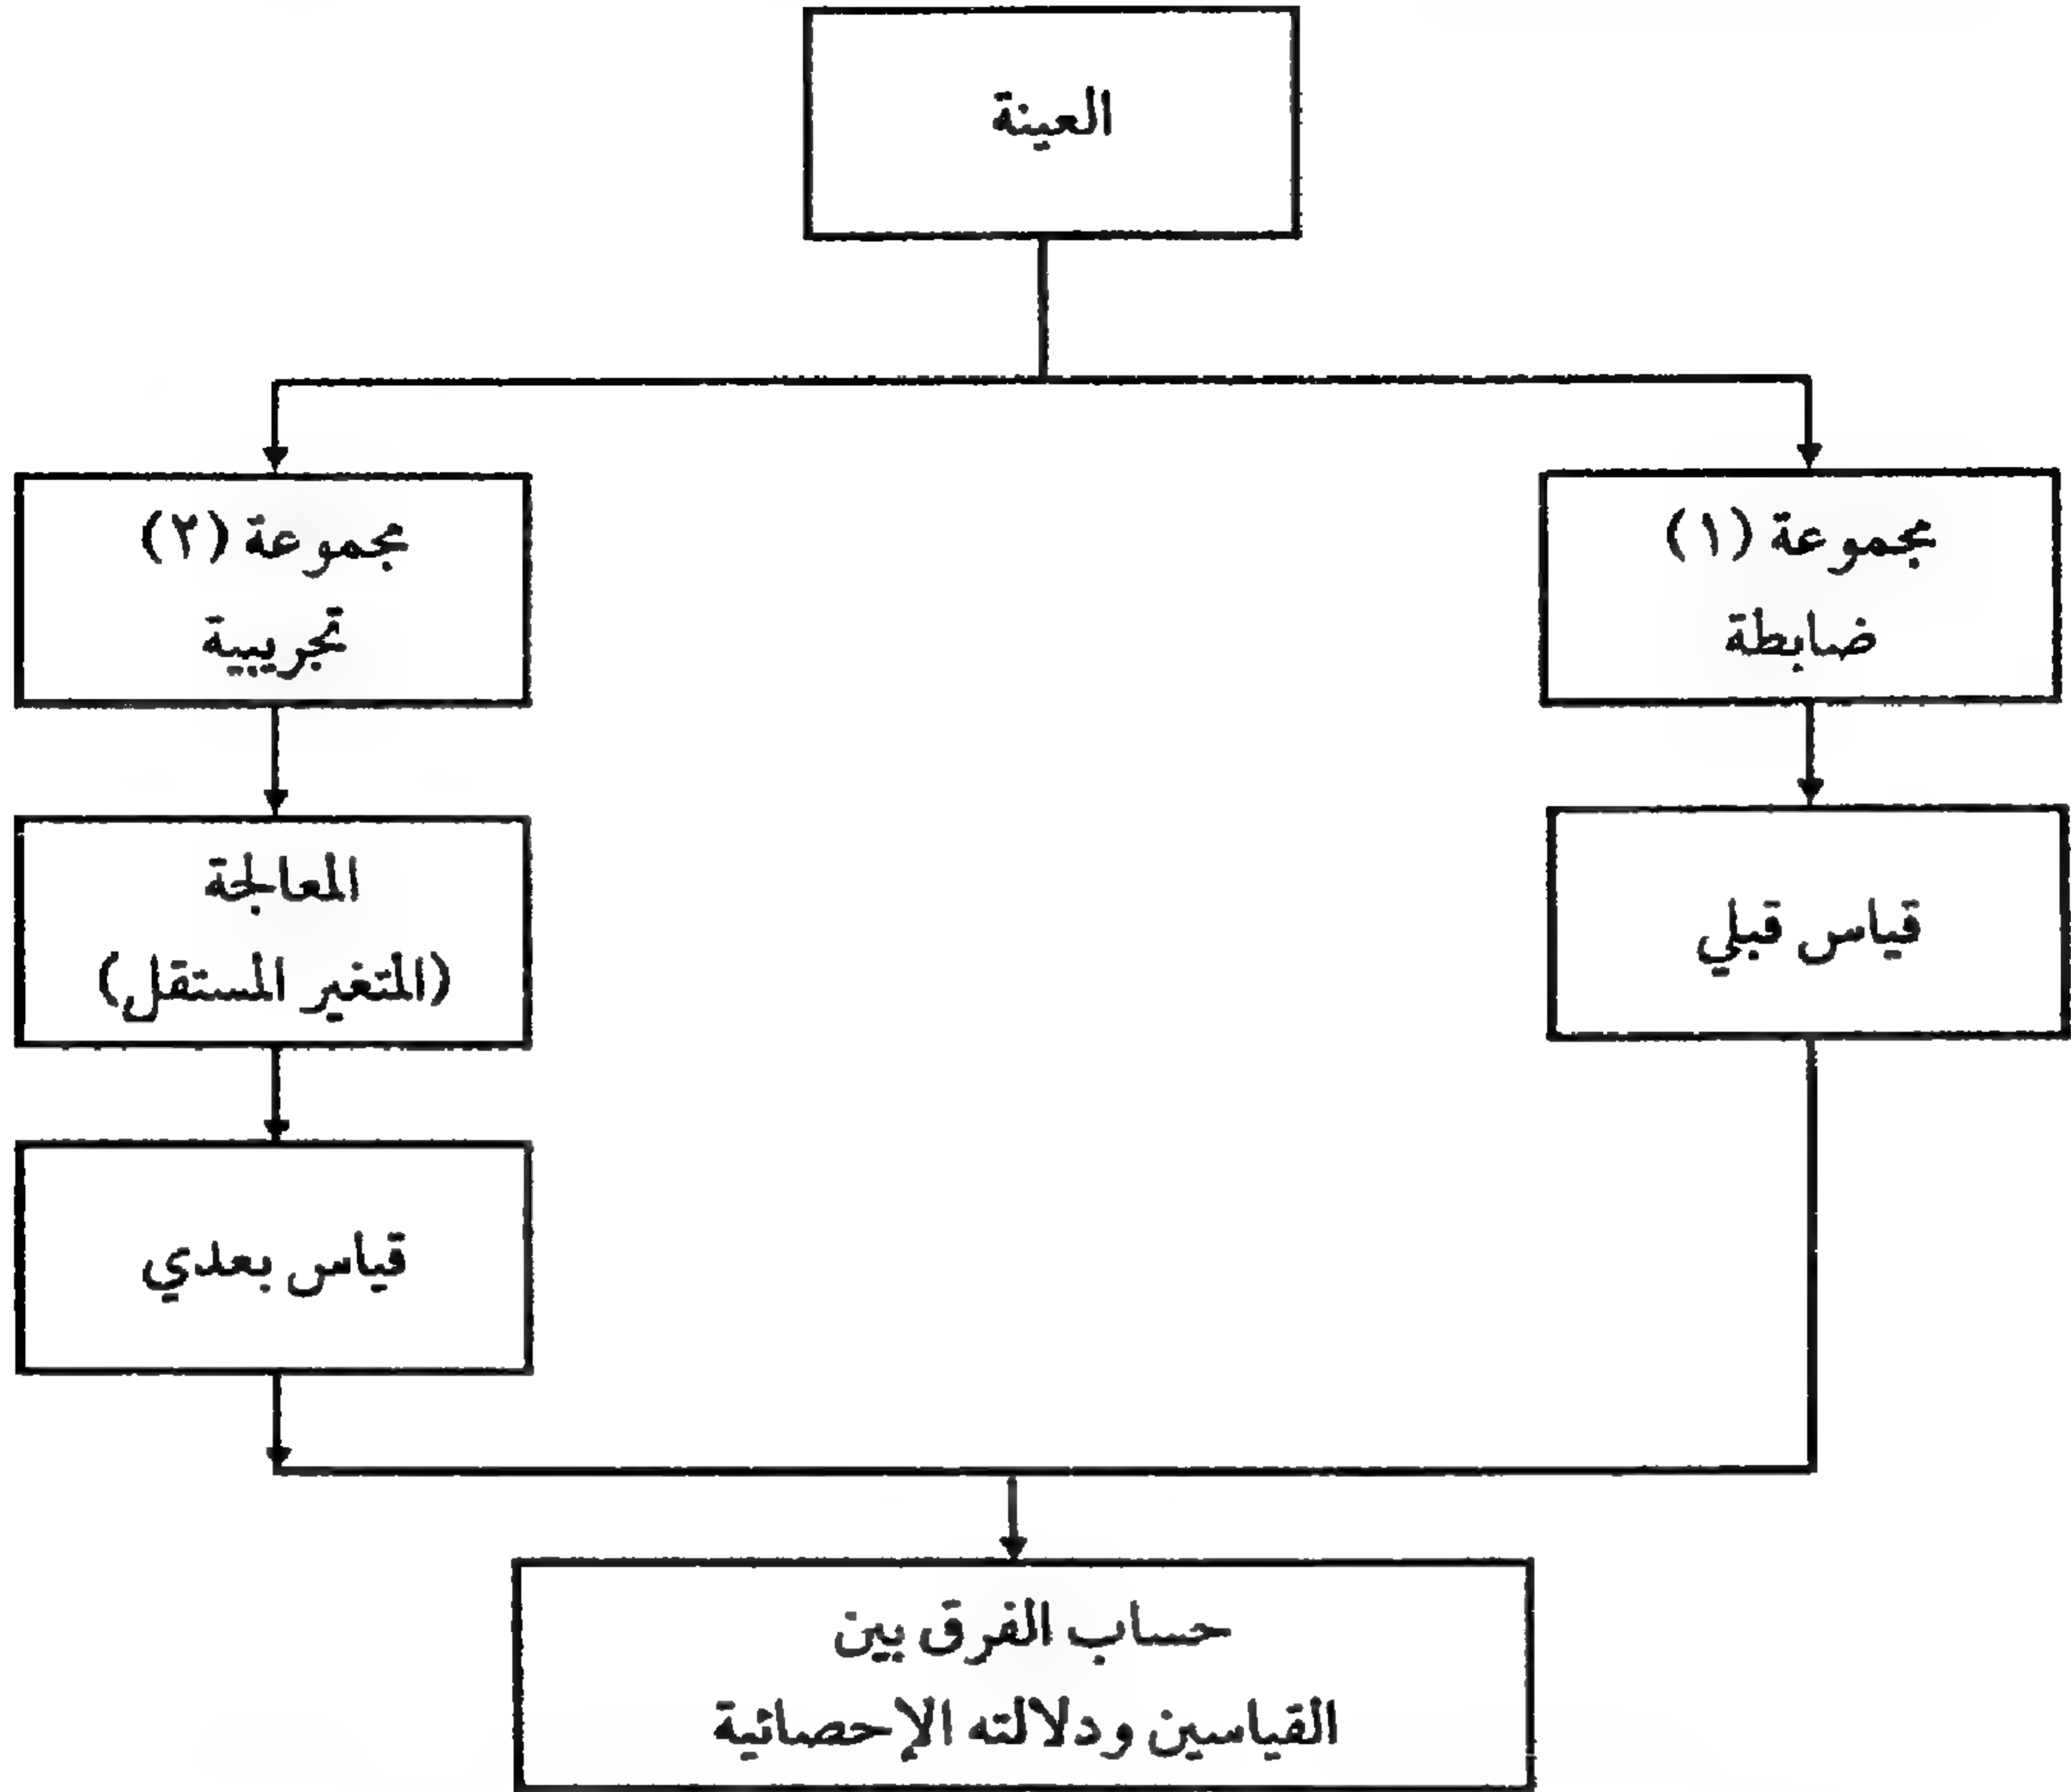 العينة
مجموعة (١)
ضابطة
مجموعة (٢)
تجريبية
قياس قبلي
المعالجة
(المتغير المستقل)
قياس بعدي
حساب الفرق بين
القياسين ودلالته الإحصائية